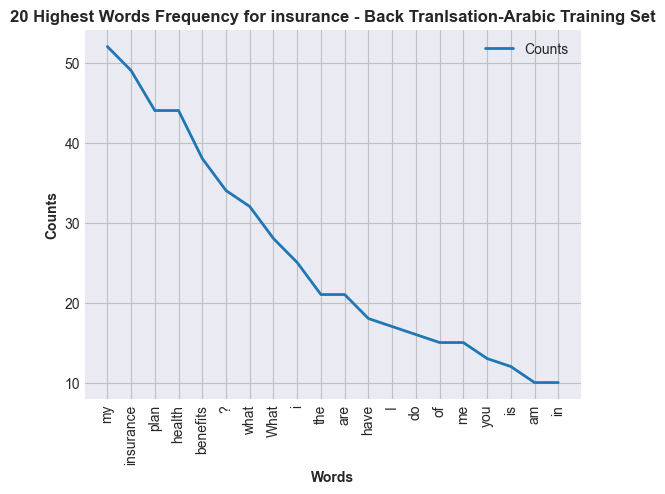 20 Highest Words Frequency for insurance - Back Tranlsation-Arabic Training Set
Counts
50
40
30
20
10
Counts
my
insurance
plan
health
benefits
?
what
What
i
the
are
have
I
do
of
me
you
is
am
in
Words